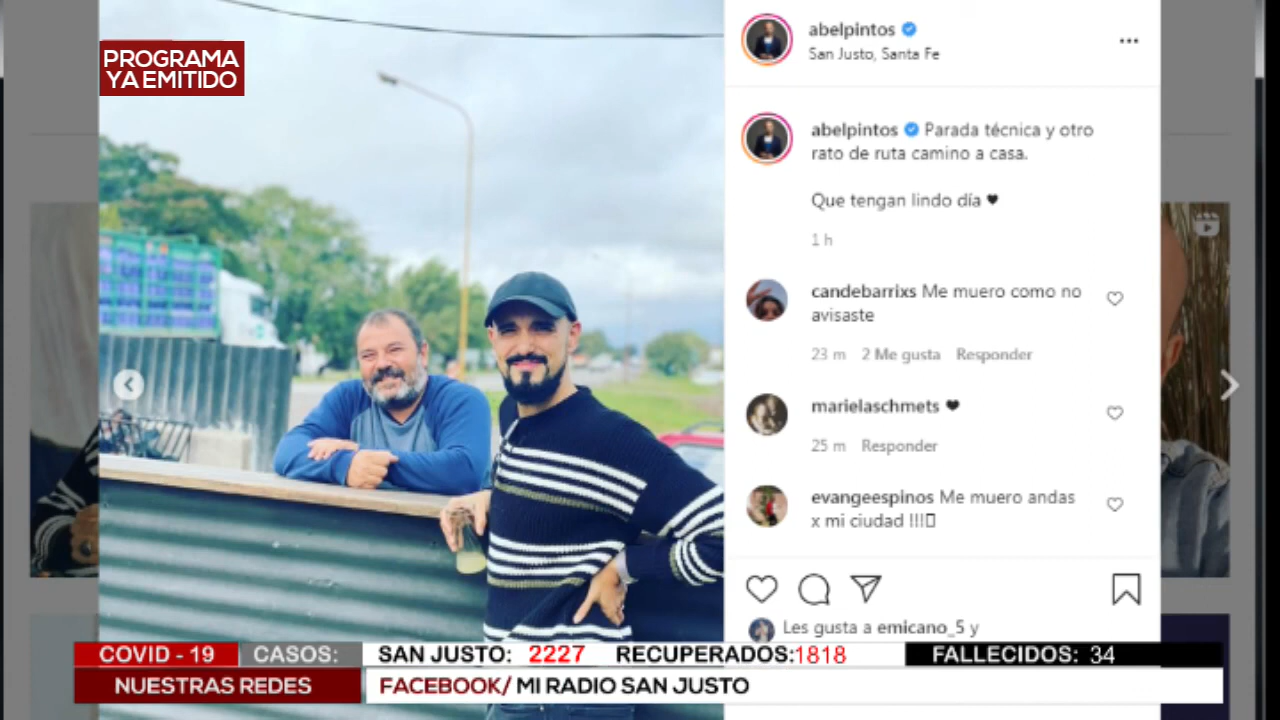 PROGRAMA
YA EMITIDO
abelpintos
San Justo, Santa Fe
abelpintos Parada técnica y otro
rato de ruta camino a casa.
Que tengan lindo día ♥
1 h
candebarrixs Me muero como no
avisaste
23 m 2 Me gusta Responder
marielaschmets ♥
25 m Responder
evangeespinos Me muero andas
x mi ciudad !!!▯
Les gusta a emicano_5 y
COVID - 19 CASOS: SAN JUSTO: 2227 RECUPERADOS:1818 FALLECIDOS: 34
NUESTRAS REDES FACEBOOK/ MI RADIO SAN JUSTO